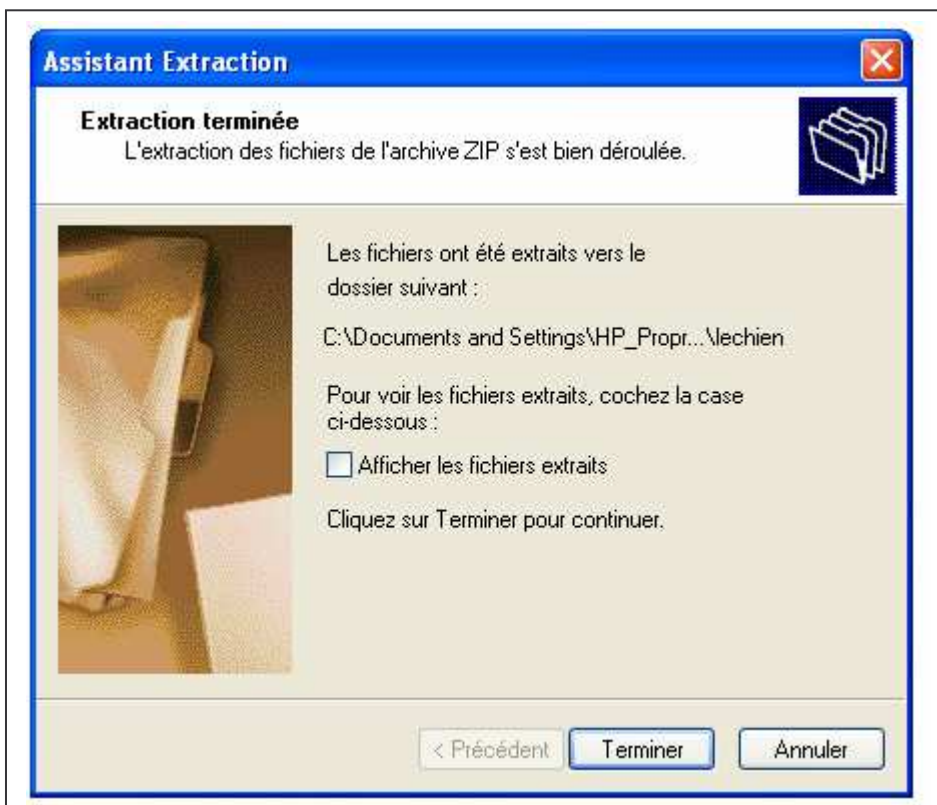 Assistant Extraction
Extraction terminée
L'extraction des fichiers de l'archive ZIP s'est bien déroulée.
Les fichiers ont été extraits vers le
dossier suivant :
C:\Documents and Settings\HP_Propr...\lechien
Pour voir les fichiers extraits, cochez la case
ci-dessous :
Afficher les fichiers extraits
Cliquez sur Terminer pour continuer.
< Précédent Terminer Annuler